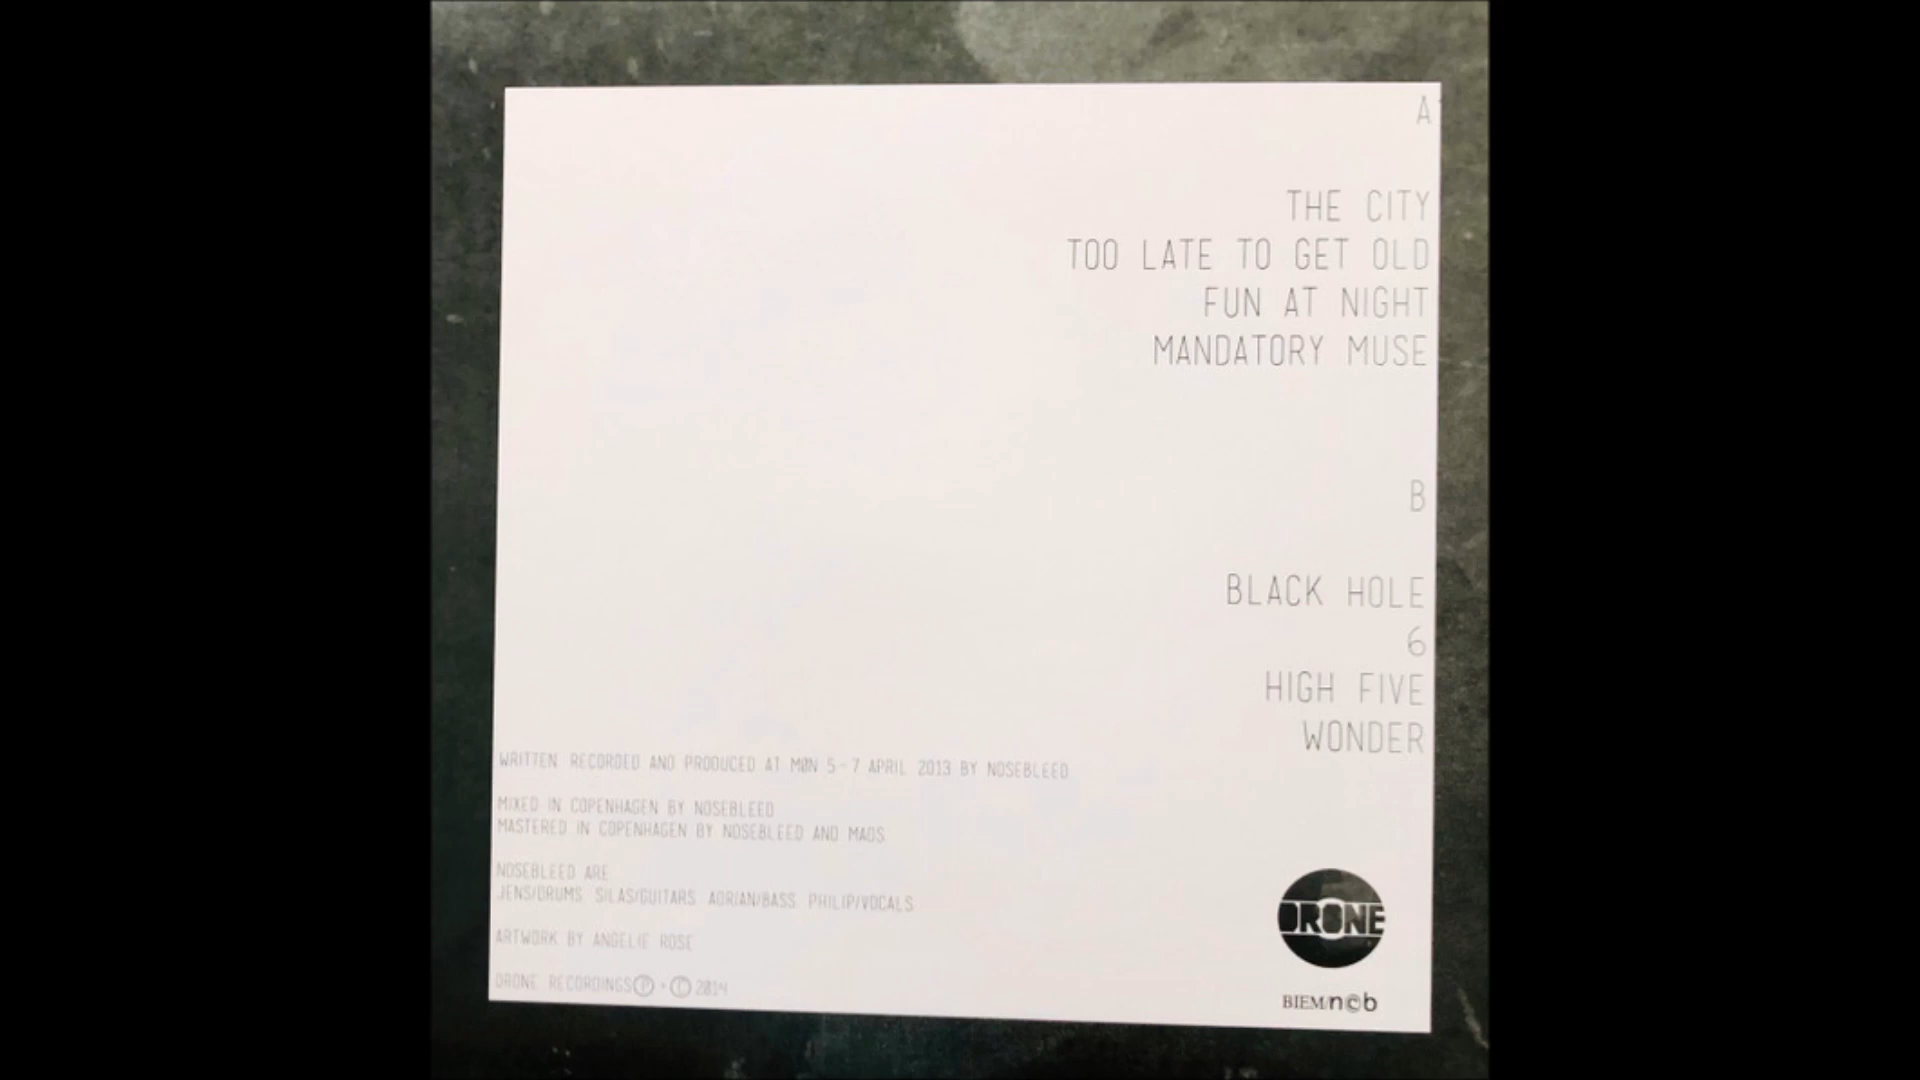 A
THE CITY
TOO LATE TO GET OLD
FUN AT NIGHT
MANDATORY MUSE
B
BLACK HOLE
6
HIGH FIVE
WONDER
WRITTEN RECORDED AND PRODUCED AT MØN 5-7 APRIL 2013 BY NOSEBLEED
MIXED IN COPENHAGEN BY NOSEBLEED
MASTERED IN COPENHAGEN BY NOSEBLEED AND MADS
NOSEBLEED ARE
JENS/DRUMS SILAS/GUITARS ADRIAN/BASS PHILIP/VOCALS
ARTWORK BY ANGELIE ROSE
DRONE RECORDINGS Ⓟ + © 2014
DRONE
BIEM/n©b